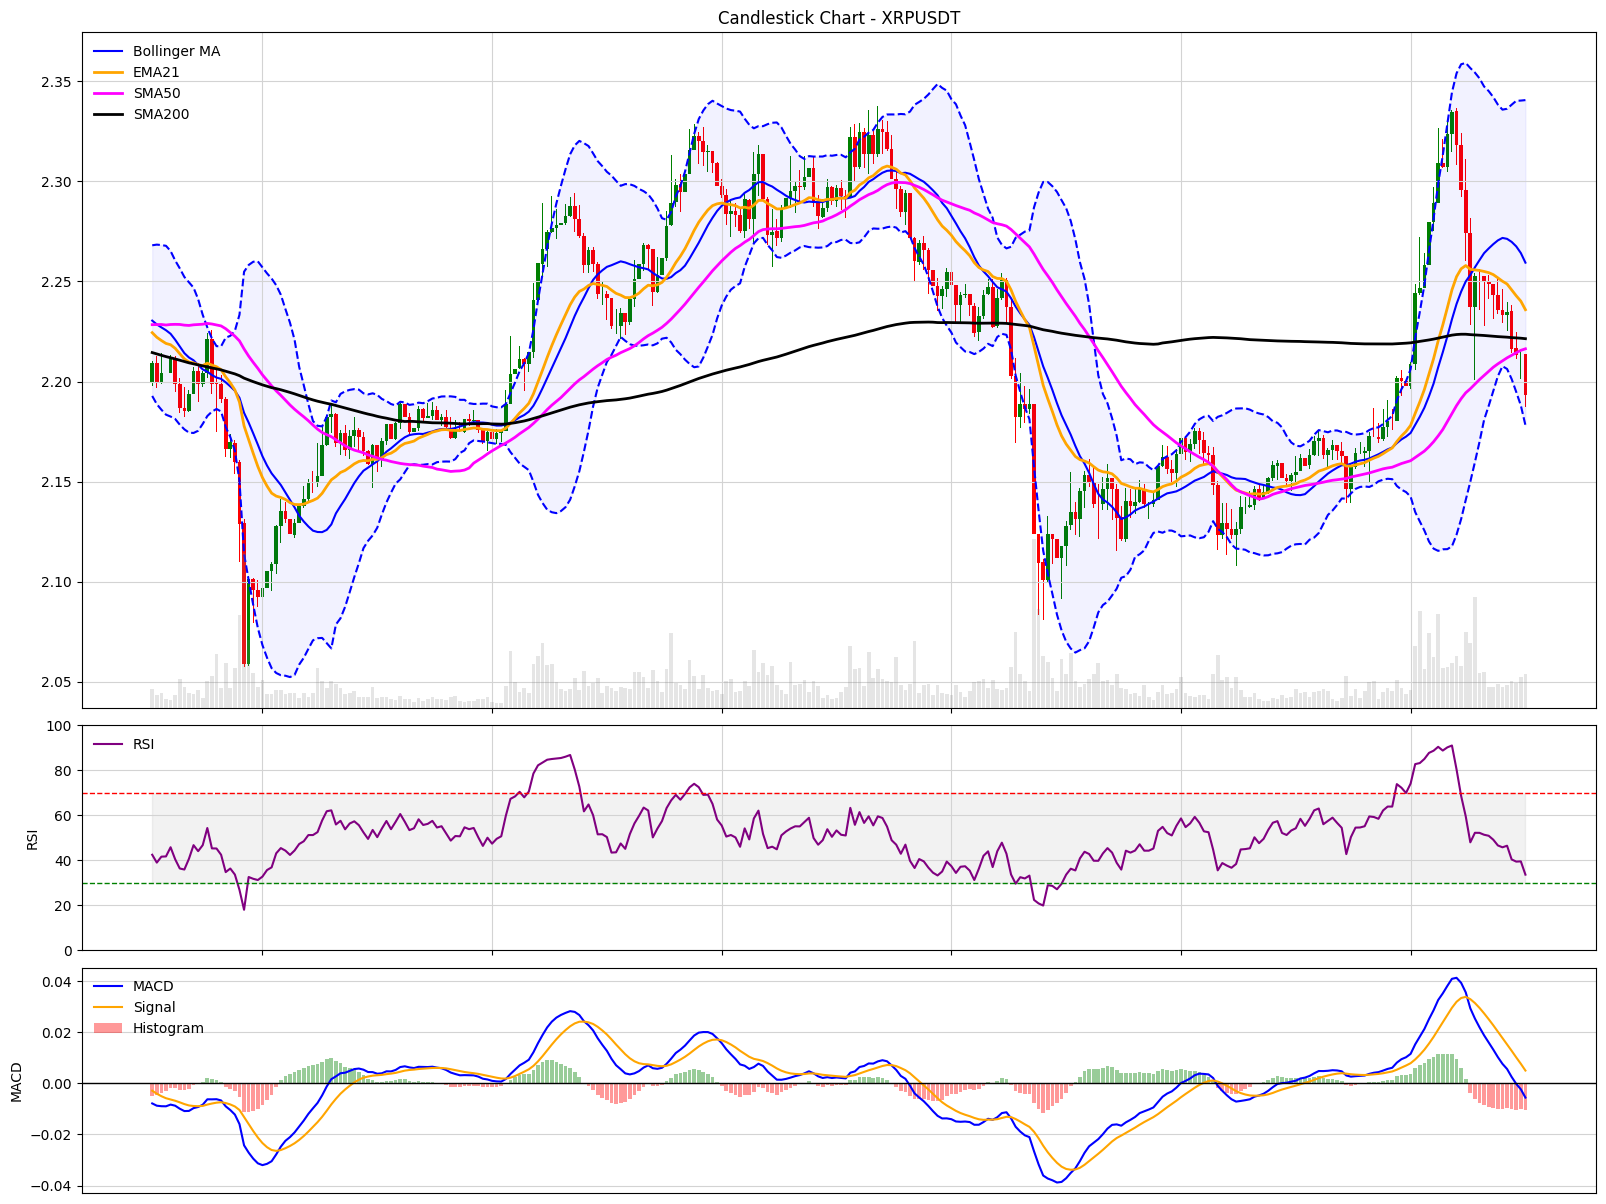 Candlestick Chart - XRPUSDT
Bollinger MA
EMA21
SMA50
SMA200
2.35
2.30
2.25
2.20
2.15
2.10
2.05
RSI
100
80
60
40
20
0
RSI
MACD
Signal
Histogram
0.04
0.02
0.00
−0.02
−0.04
MACD